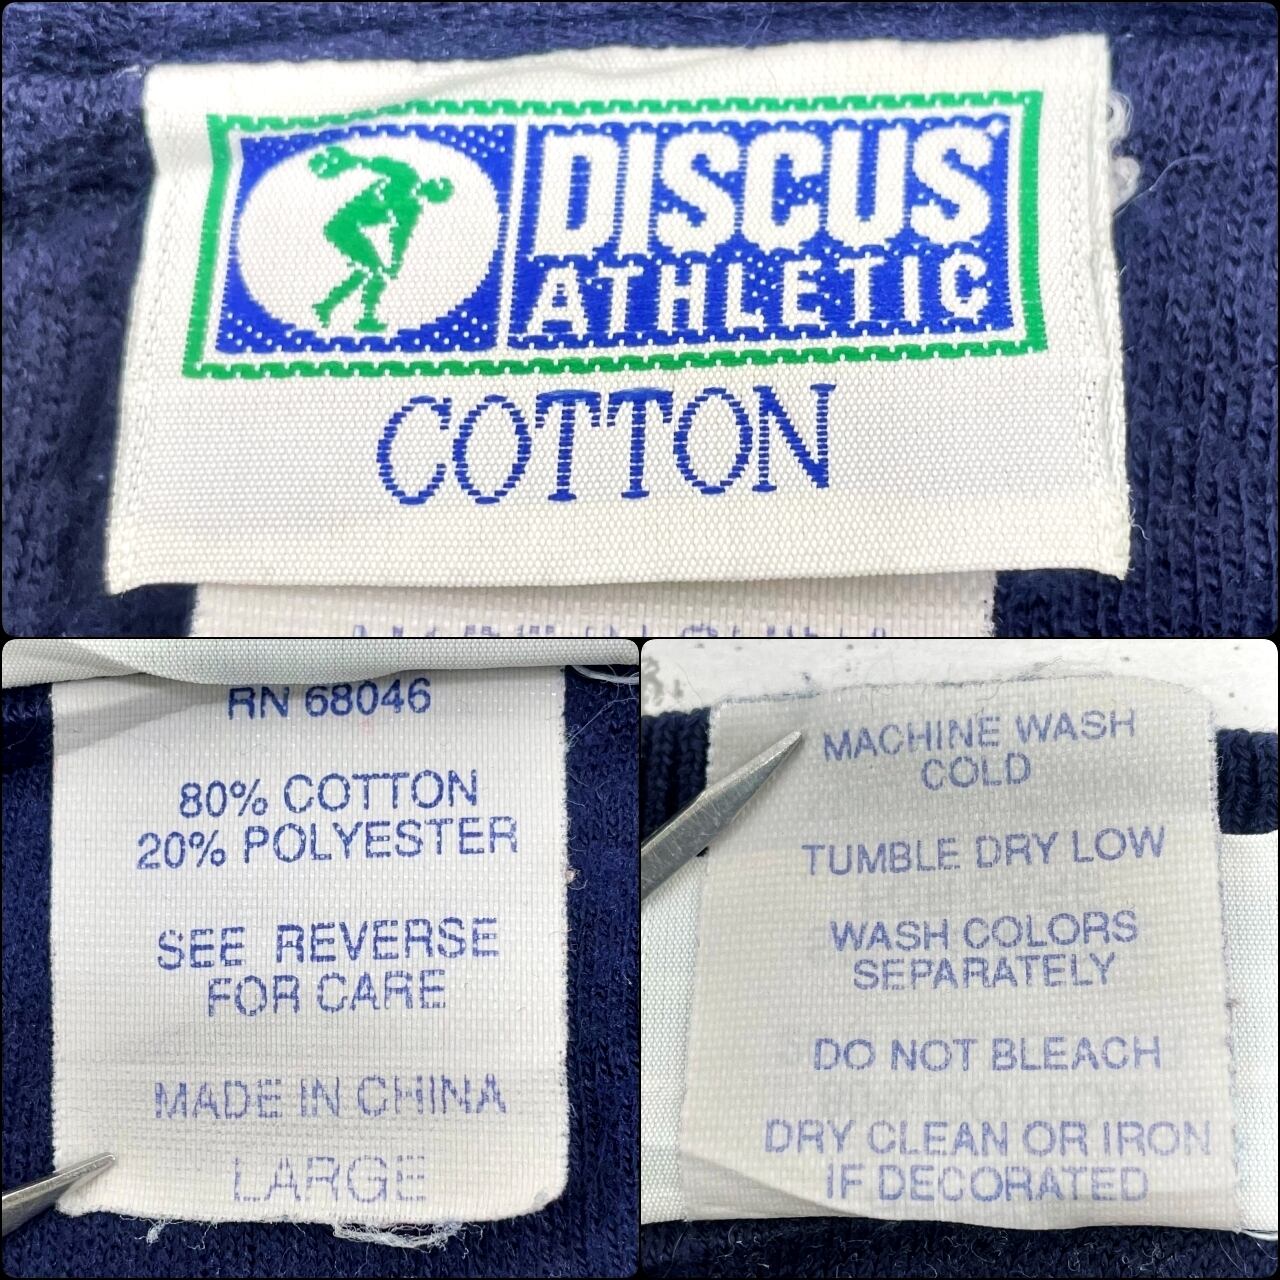 DISCUS
ATHLETIC
COTTON
RN 68046
80% COTTON
20% POLYESTER
SEE REVERSE
FOR CARE
MADE IN CHINA
LARGE
MACHINE WASH
COLD
TUMBLE DRY LOW
WASH COLORS
SEPARATELY
DO NOT BLEACH
DRY CLEAN OR IRON
IF DECORATED